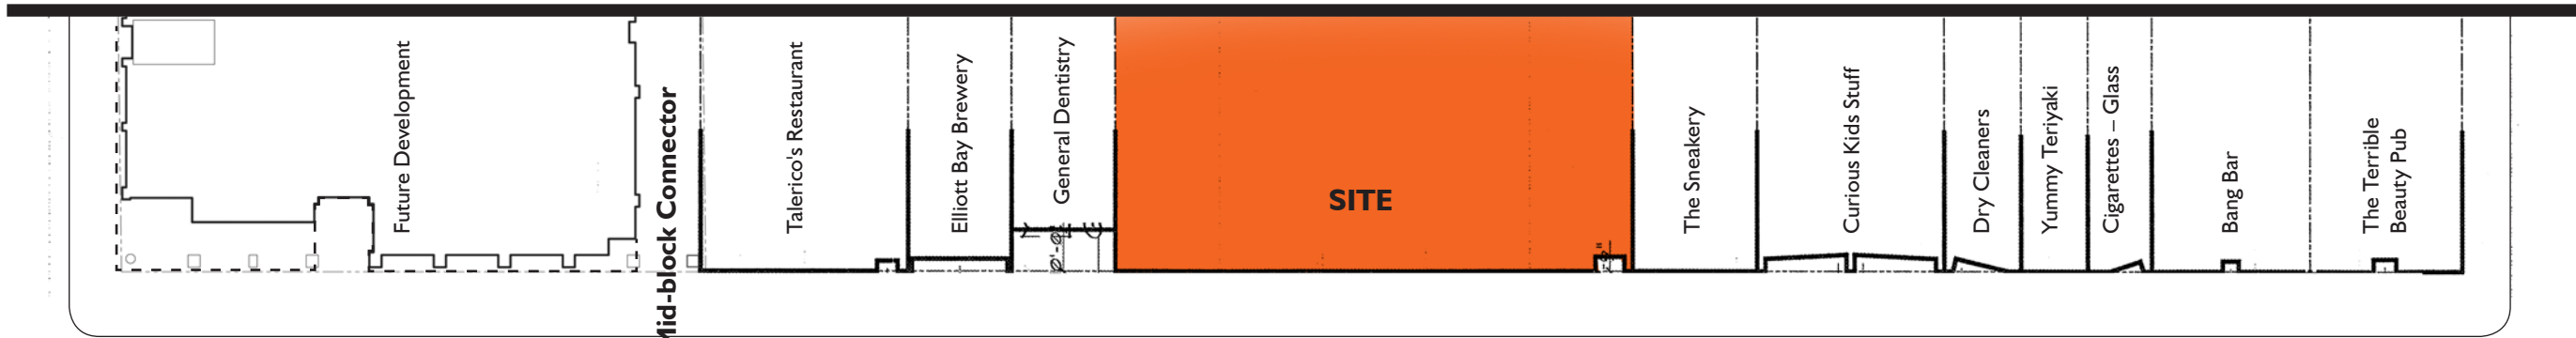 Future Development
Mid-block Connector
Talerico's Restaurant
Elliott Bay Brewery
General Dentistry
SITE
The Sneakery
Curious Kids Stuff
Dry Cleaners
Yummy Teriyaki
Cigarettes – Glass
Bang Bar
The Terrible
Beauty Pub